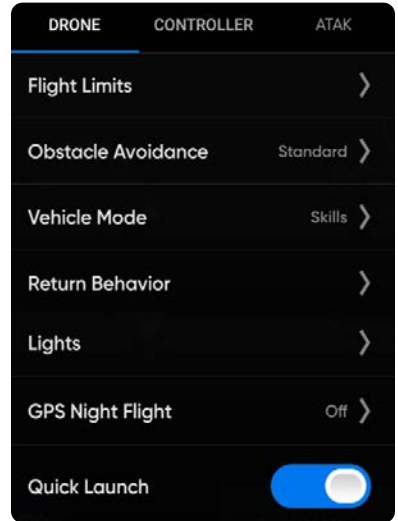 DRONE CONTROLLER ATAK
Flight Limits
Obstacle Avoidance Standard
Vehicle Mode Skills
Return Behavior
Lights
GPS Night Flight Off
Quick Launch